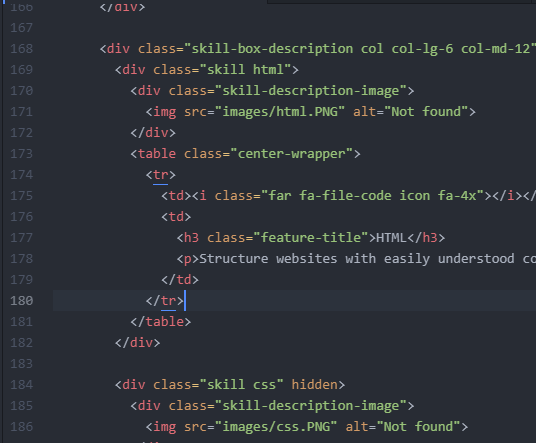 166 </div>
167
168 <div class="skill-box-description col col-lg-6 col-md-12"
169 <div class="skill html">
170 <div class="skill-description-image">
171 <img src="images/html.PNG" alt="Not found">
172 </div>
173 <table class="center-wrapper">
174 <tr>
175 <td><i class="far fa-file-code icon fa-4x"></i></
176 <td>
177 <h3 class="feature-title">HTML</h3>
178 <p>Structure websites with easily understood co
179 </td>
180 </tr>
181 </table>
182 </div>
183
184 <div class="skill css" hidden>
185 <div class="skill-description-image">
186 <img src="images/css.PNG" alt="Not found">